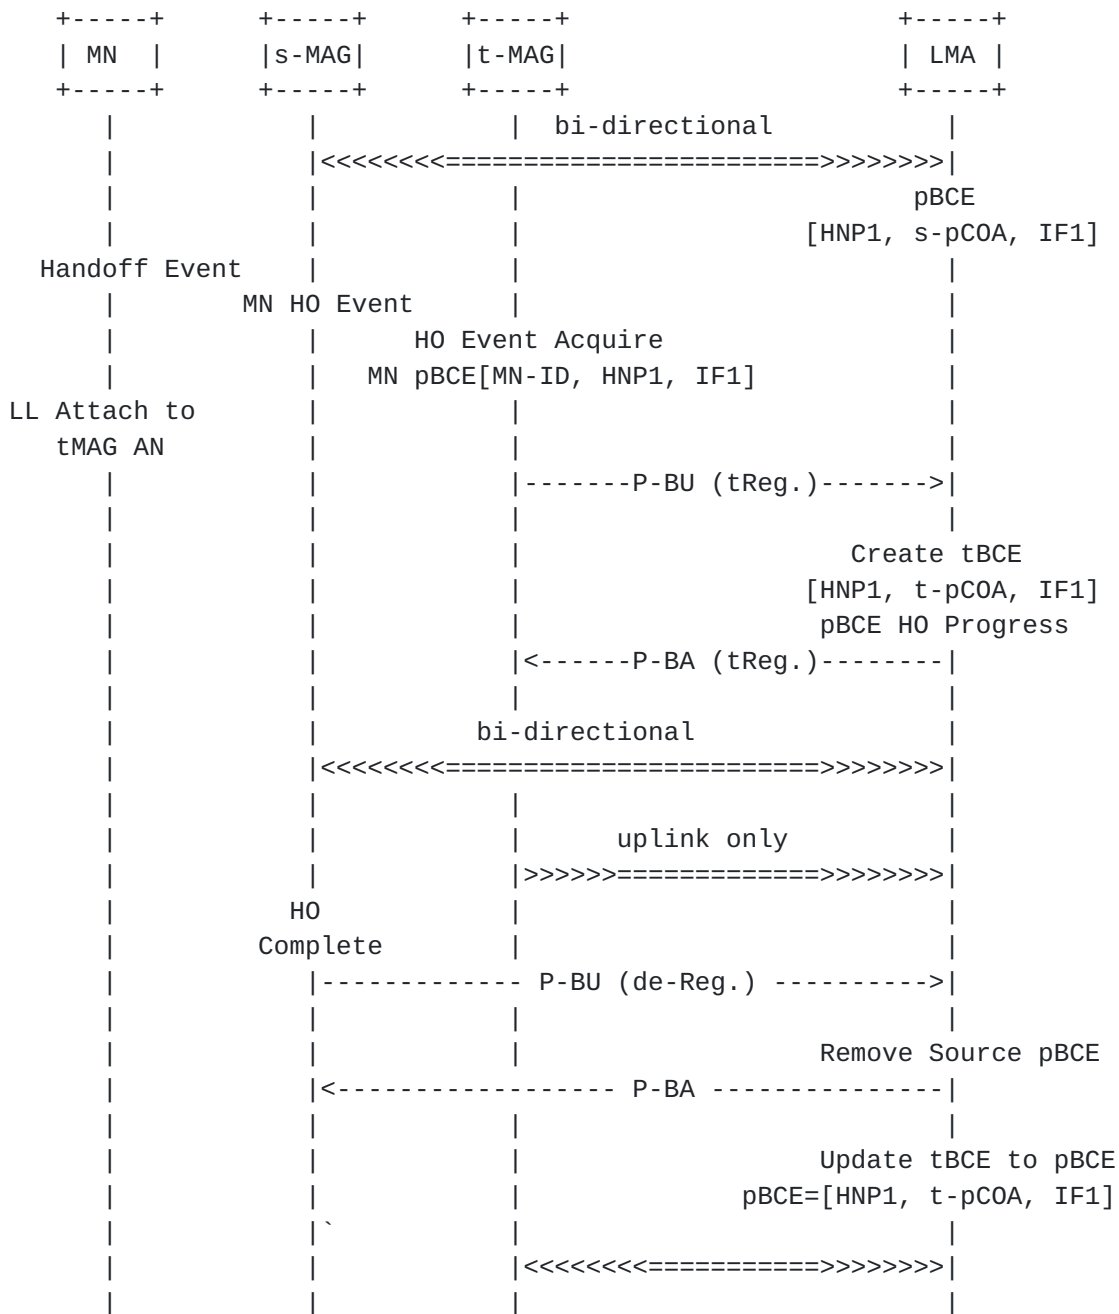 +-----+      +-----+      +-----+                     +-----+
| MN  |      |s-MAG|      |t-MAG|                     | LMA |
+-----+      +-----+      +-----+                     +-----+
|            |            |  bi-directional           |
|            |<<<<<<<<========================>>>>>>>>|
|            |            |                         pBCE
|            |            |                  [HNP1, s-pCOA, IF1]
Handoff Event    |            |                           |
|        MN HO Event      |                           |
|            |      HO Event Acquire                  |
|            |   MN pBCE[MN-ID, HNP1, IF1]            |
LL Attach to       |            |                           |
tMAG AN         |            |                           |
|            |            |-------P-BU (tReg.)------->|
|            |            |                           |
|            |            |                     Create tBCE
|            |            |                  [HNP1, t-pCOA, IF1]
|            |            |                   pBCE HO Progress
|            |            |<------P-BA (tReg.)--------|
|            |            |                           |
|            |          bi-directional                |
|            |<<<<<<<<========================>>>>>>>>|
|            |            |                           |
|            |            |      uplink only          |
|            |            |>>>>>>=============>>>>>>>>|
|           HO            |                           |
|         Complete        |                           |
|            |------------- P-BU (de-Reg.) ---------->|
|            |            |                           |
|            |            |                   Remove Source pBCE
|            |<------------------ P-BA ---------------|
|            |            |                           |
|            |            |                   Update tBCE to pBCE
|            |            |              pBCE=[HNP1, t-pCOA, IF1]
|            |`           |                           |
|            |            |<<<<<<<<===========>>>>>>>>|
|            |            |                           |